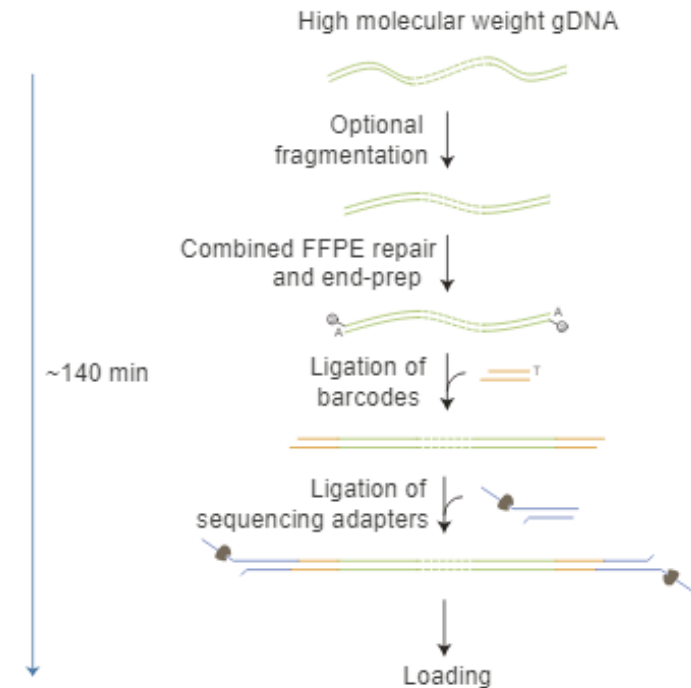 High molecular weight gDNA
Optional
fragmentation
Combined FFPE repair
and end-prep
A
A
~140 min
Ligation of
barcodes
T
Ligation of
sequencing adapters
Loading